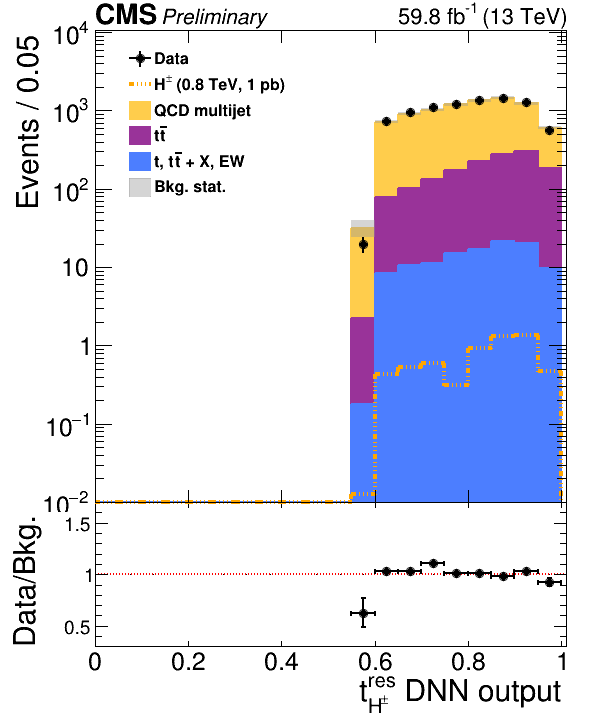 CMS Preliminary 59.8 fb⁻¹ (13 TeV)
Events / 0.05
10⁴
10³
10²
10
1
10⁻¹
10⁻²
Data
H± (0.8 TeV, 1 pb)
QCD multijet
tt̄
t, tt̄ + X, EW
Bkg. stat.
Data/Bkg.
1.5
1
0.5
0 0.2 0.4 0.6 0.8 1
t^res_H± DNN output